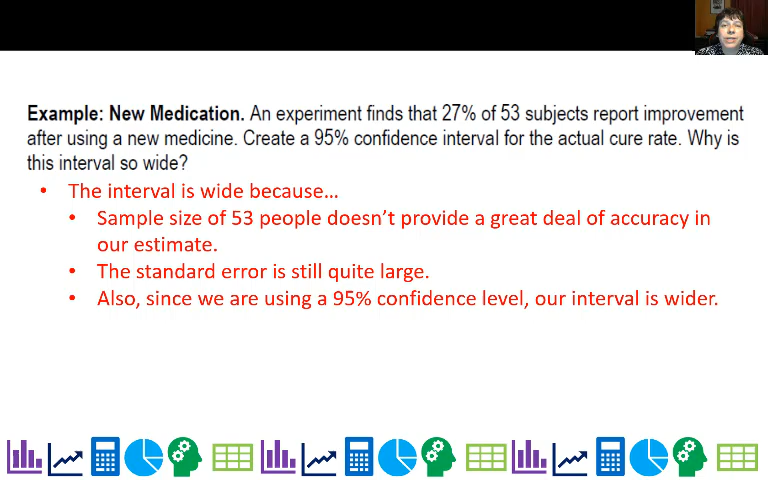 Example: New Medication. An experiment finds that 27% of 53 subjects report improvement
after using a new medicine. Create a 95% confidence interval for the actual cure rate. Why is
this interval so wide?
• The interval is wide because…
• Sample size of 53 people doesn’t provide a great deal of accuracy in
our estimate.
• The standard error is still quite large.
• Also, since we are using a 95% confidence level, our interval is wider.